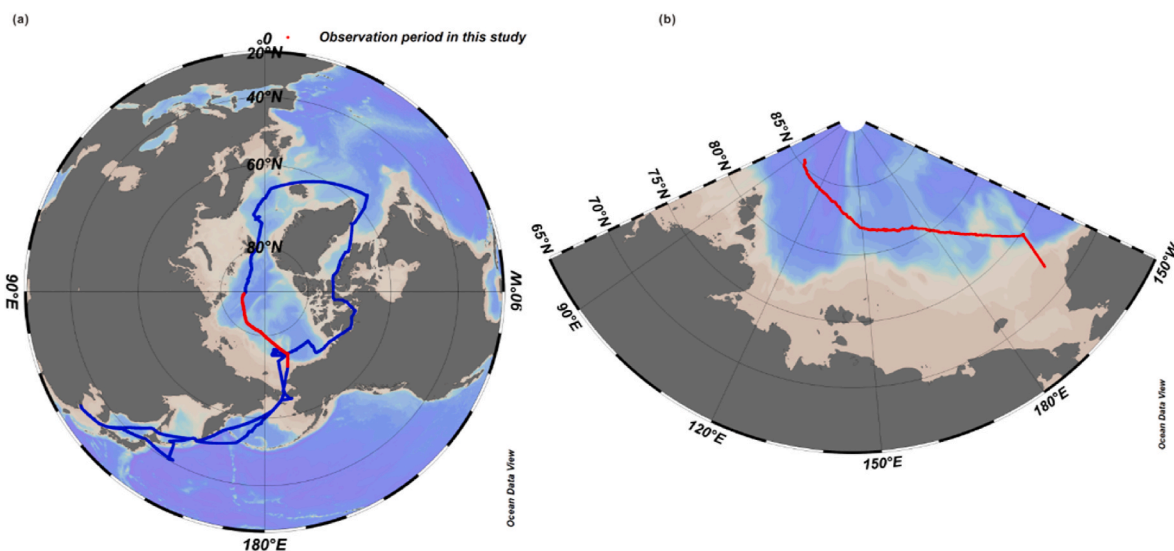 (a)
°0
Observation period in this study
20°N
40°N
60°N
80°N
90°E
90°W
180°E
Ocean Data View
(b)
85°N
80°N
75°N
70°N
65°N
90°E
120°E
150°E
180°E
150°W
Ocean Data View